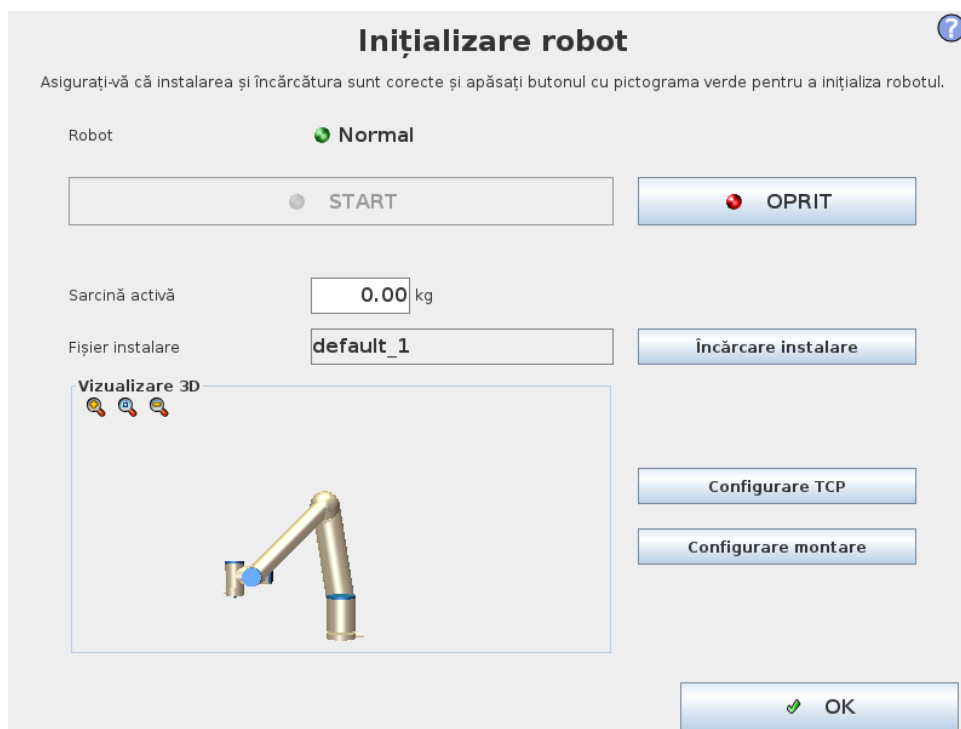 Inițializare robot
?
Asigurați-vă că instalarea și încărcătura sunt corecte și apăsați butonul cu pictograma verde pentru a inițializa robotul.
Robot Normal
START OPRIT
Sarcină activă 0.00 kg
Fișier instalare default_1 Încărcare instalare
Vizualizare 3D
Configurare TCP
Configurare montare
OK